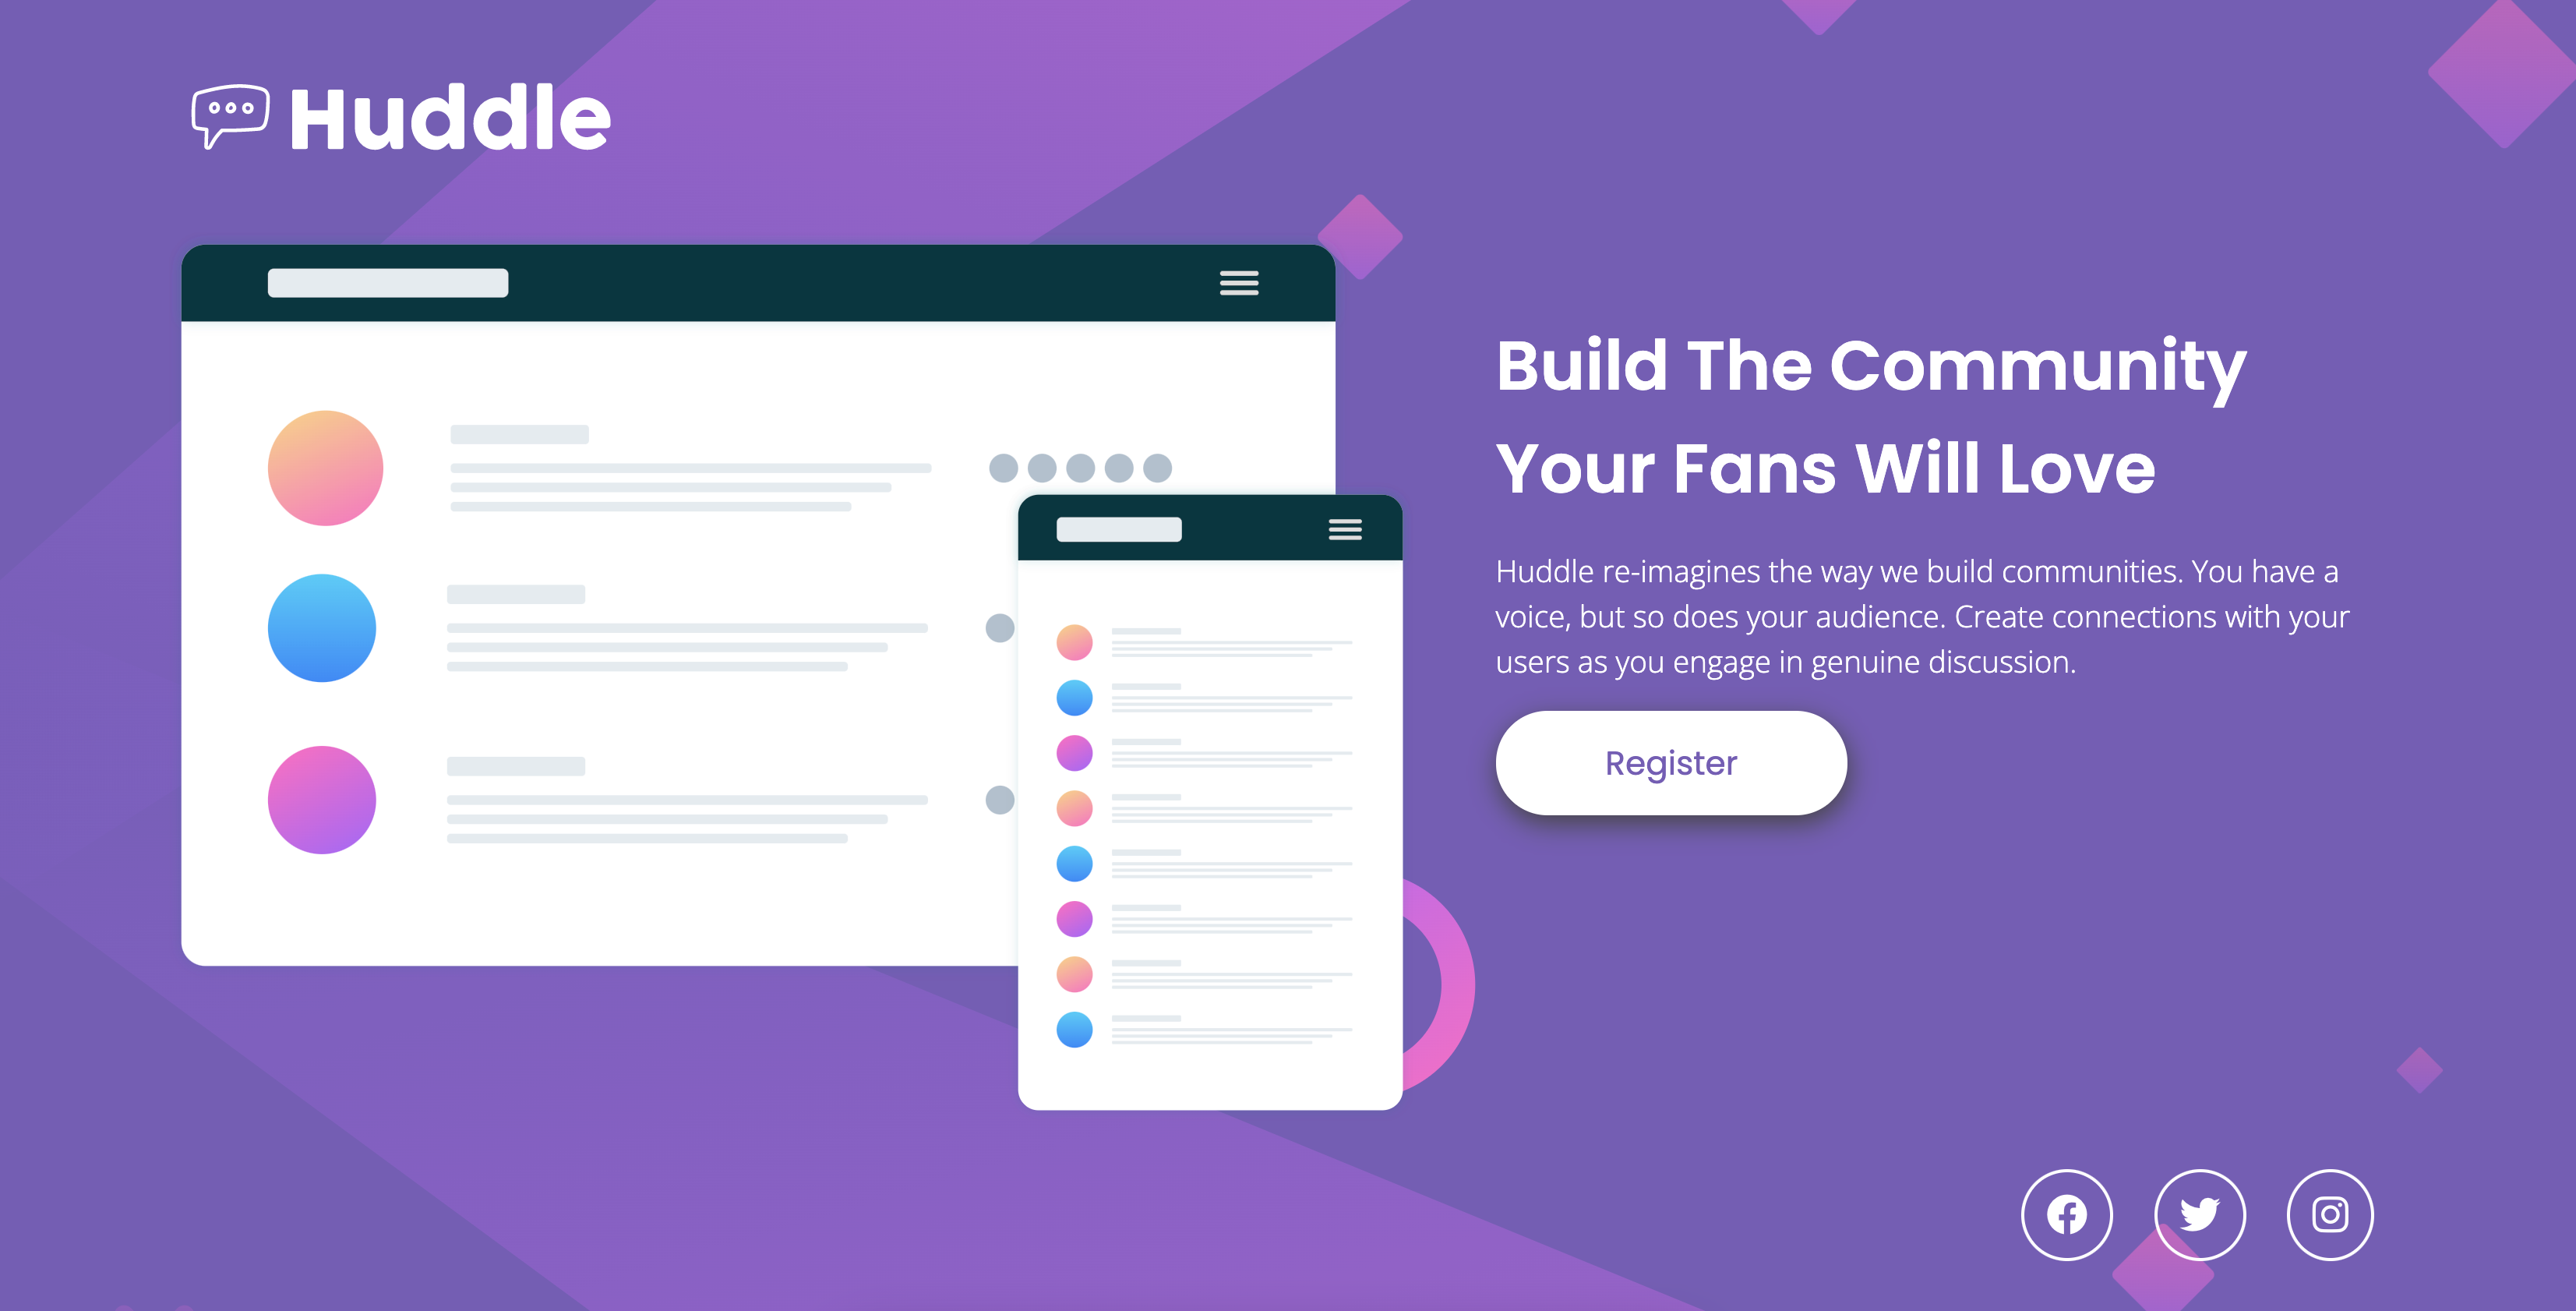 Huddle
Build The Community
Your Fans Will Love
Huddle re-imagines the way we build communities. You have a
voice, but so does your audience. Create connections with your
users as you engage in genuine discussion.
Register